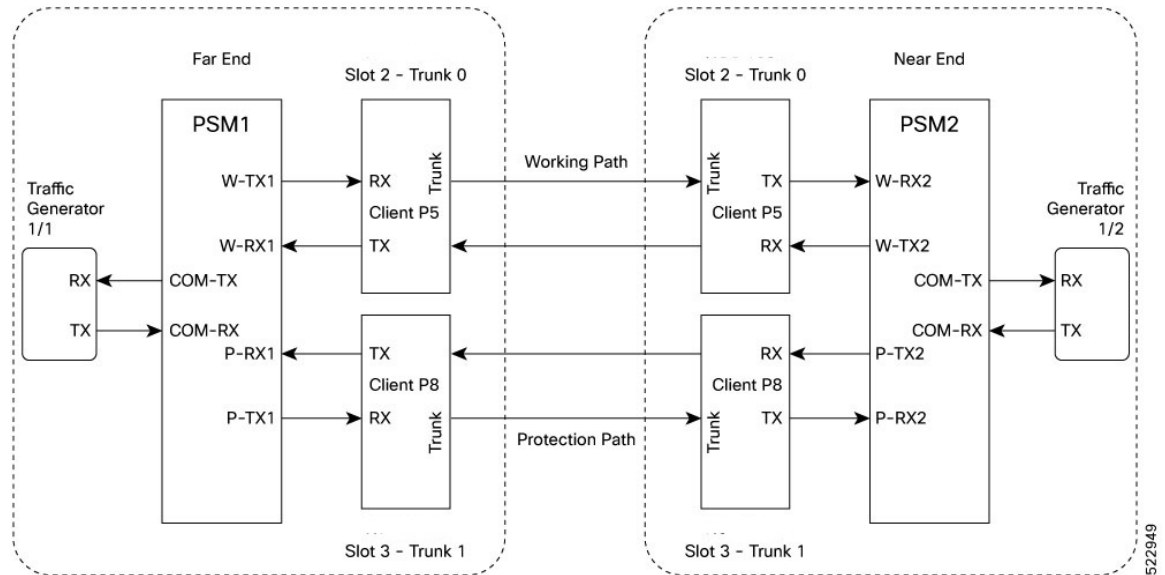 Far End
Near End
Slot 2 - Trunk 0
Slot 2 - Trunk 0
PSM1
PSM2
Working Path
W-TX1
RX
Trunk
Client P5
W-RX1
TX
Trunk
TX
Client P5
RX
W-RX2
W-TX2
Traffic
Generator
1/1
RX
TX
COM-TX
COM-RX
Traffic
Generator
1/2
COM-TX
COM-RX
RX
TX
P-RX1
TX
Client P8
P-TX1
RX
Trunk
Protection Path
RX
Client P8
Trunk
TX
P-TX2
P-RX2
Slot 3 - Trunk 1
Slot 3 - Trunk 1
522949